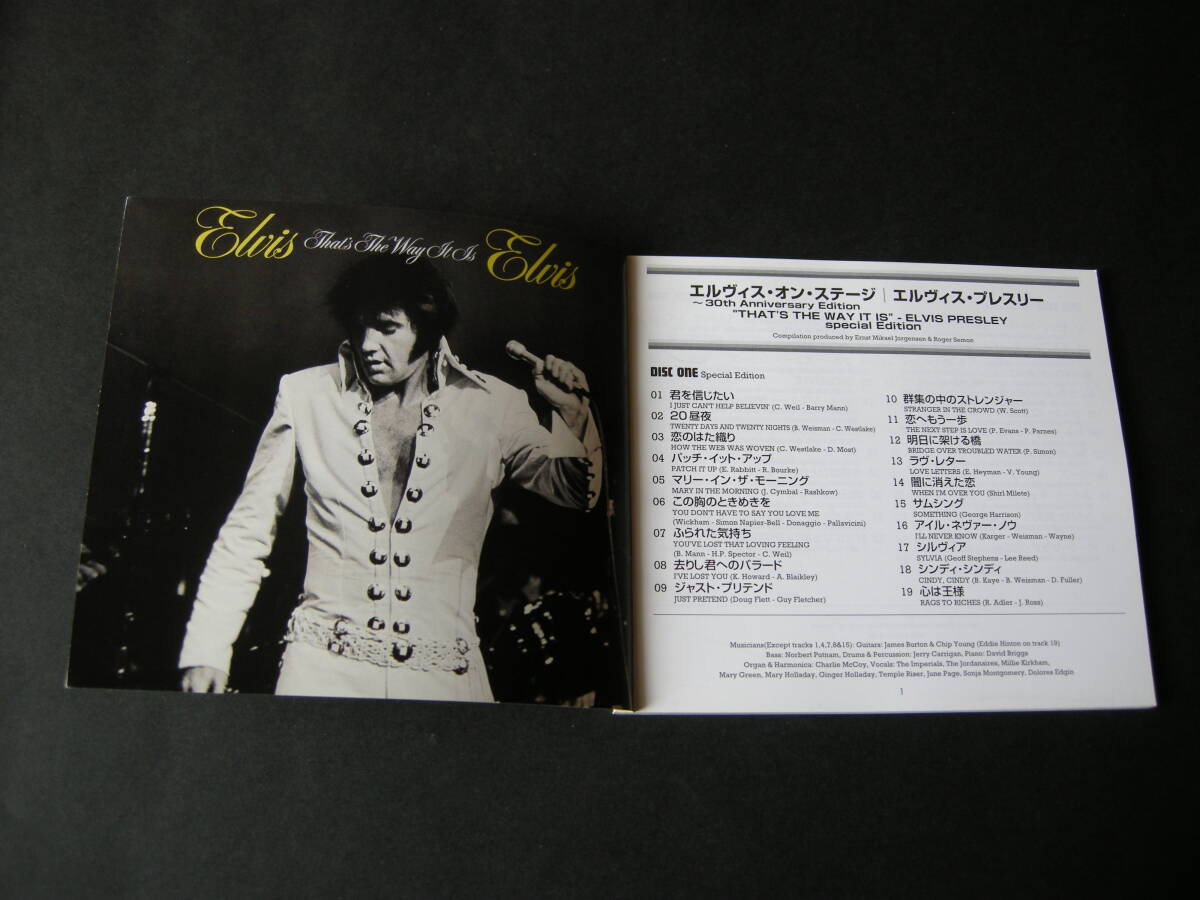 Elvis That's The Way It Is Elvis
エルヴィス・オン・ステージ｜エルヴィス・プレスリー
～30th Anniversary Edition
"THAT'S THE WAY IT IS" - ELVIS PRESLEY
special Edition
Compilation produced by Ernst Mikael Jorgensen & Roger Semon
DISC ONE Special Edition
01 君を信じたい
I JUST CAN'T HELP BELIEVIN' (C. Weil - Barry Mann)
02 20昼夜
TWENTY DAYS AND TWENTY NIGHTS (B. Weisman - C. Westlake)
03 恋のはた織り
HOW THE WEB WAS WOVEN (C. Westlake - D. Most)
04 パッチ・イット・アップ
PATCH IT UP (E. Rabbitt - R. Bourke)
05 マリー・イン・ザ・モーニング
MARY IN THE MORNING (J. Cymbal - Rashkow)
06 この胸のときめきを
YOU DON'T HAVE TO SAY YOU LOVE ME
(Wickham - Simon Napier-Bell - Donaggio - Pallavicini)
07 ふられた気持ち
YOU'VE LOST THAT LOVING FEELING
(B. Mann - H.P. Spector - C. Weil)
08 去りし君へのバラード
I'VE LOST YOU (K. Howard - A. Blaikley)
09 ジャスト・プリテンド
JUST PRETEND (Doug Flett - Guy Fletcher)
10 群集の中のストレンジャー
STRANGER IN THE CROWD (W. Scott)
11 恋へもう一歩
THE NEXT STEP IS LOVE (P. Evans - P. Parnes)
12 明日に架ける橋
BRIDGE OVER TROUBLED WATER (P. Simon)
13 ラヴ・レター
LOVE LETTERS (E. Heyman - V. Young)
14 闇に消えた恋
WHEN I'M OVER YOU (Shirl Milete)
15 サムシング
SOMETHING (George Harrison)
16 アイル・ネヴァー・ノウ
I'LL NEVER KNOW (Karger - Weisman - Wayne)
17 シルヴィア
SYLVIA (Geoff Stephens - Lee Reed)
18 シンディ・シンディ
CINDY, CINDY (B. Kaye - B. Weisman - D. Fuller)
19 心は王様
RAGS TO RICHES (R. Adler - J. Ross)
Musicians(Except tracks 1,4,7,8&15): Guitars: James Burton & Chip Young (Eddie Hinton on track 19)
Bass: Norbert Putnam, Drums & Percussion: Jerry Carrigan, Piano: David Briggs
Organ & Harmonica: Charlie McCoy, Vocals: The Imperials, The Jordanaires, Millie Kirkham,
Mary Green, Mary Holladay, Ginger Holladay, Temple Riser, June Page, Sonja Montgomery, Dolores Edgin
1